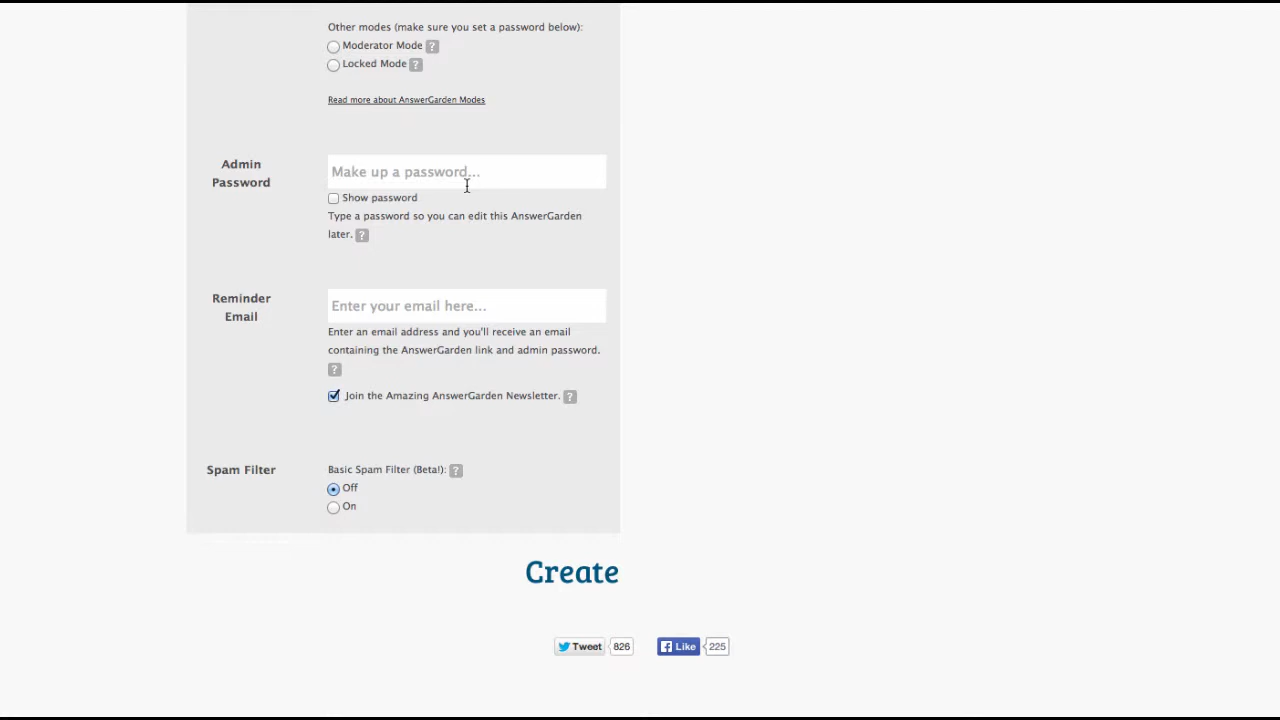 Other modes (make sure you set a password below):
Moderator Mode ?
Locked Mode ?
Read more about AnswerGarden Modes
Admin
Password
Make up a password...
Show password
Type a password so you can edit this AnswerGarden
later. ?
Reminder
Email
Enter your email here...
Enter an email address and you'll receive an email
containing the AnswerGarden link and admin password.
?
Join the Amazing AnswerGarden Newsletter. ?
Spam Filter
Basic Spam Filter (Beta!): ?
Off
On
Create
Tweet 826
Like 225